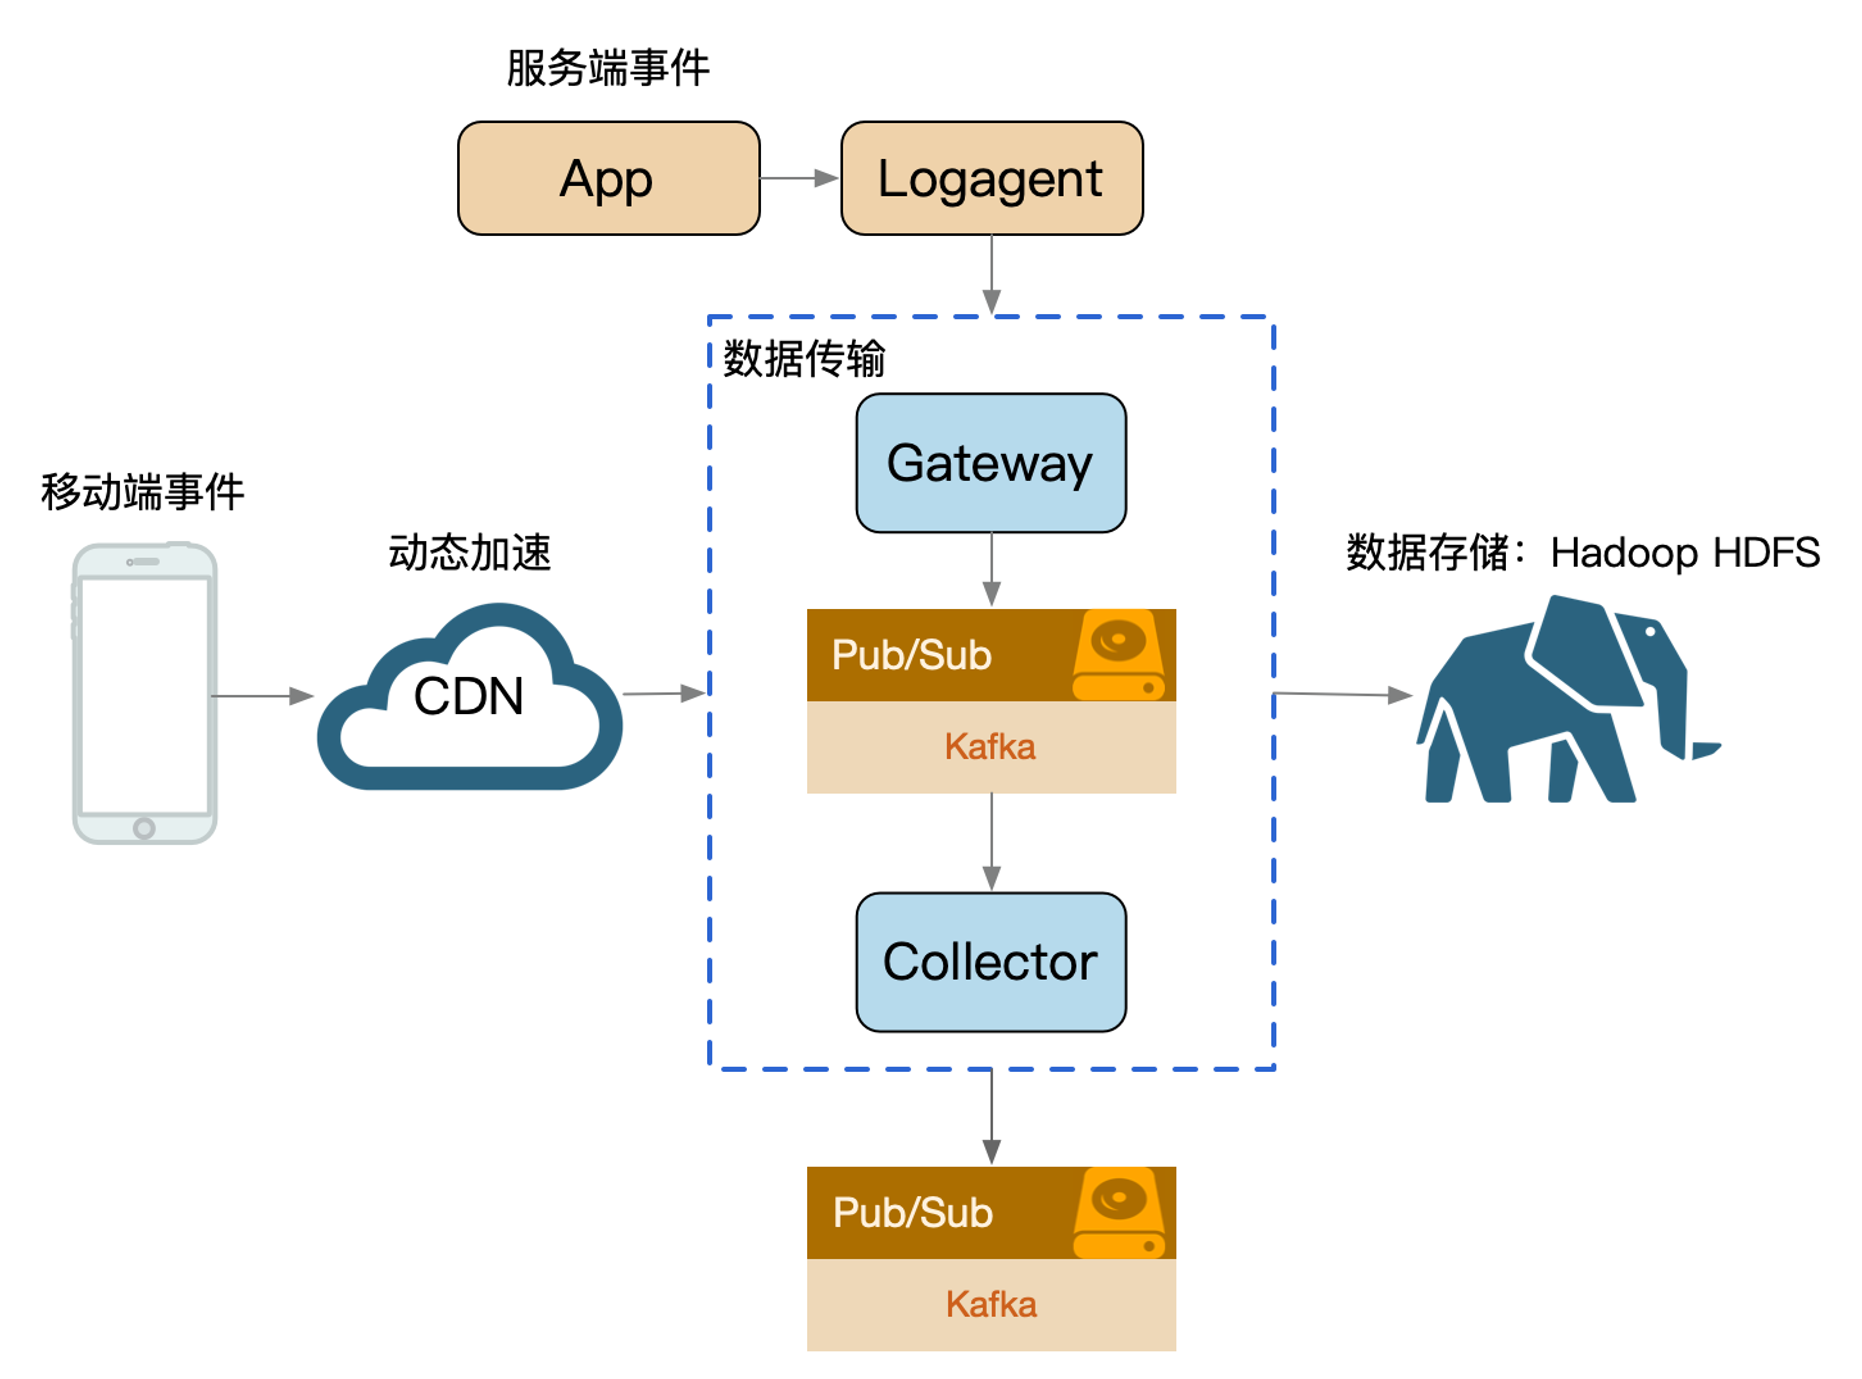 服务端事件
App
Logagent
数据传输
Gateway
移动端事件
动态加速
CDN
Pub/Sub
Kafka
数据存储：Hadoop HDFS
Collector
Pub/Sub
Kafka